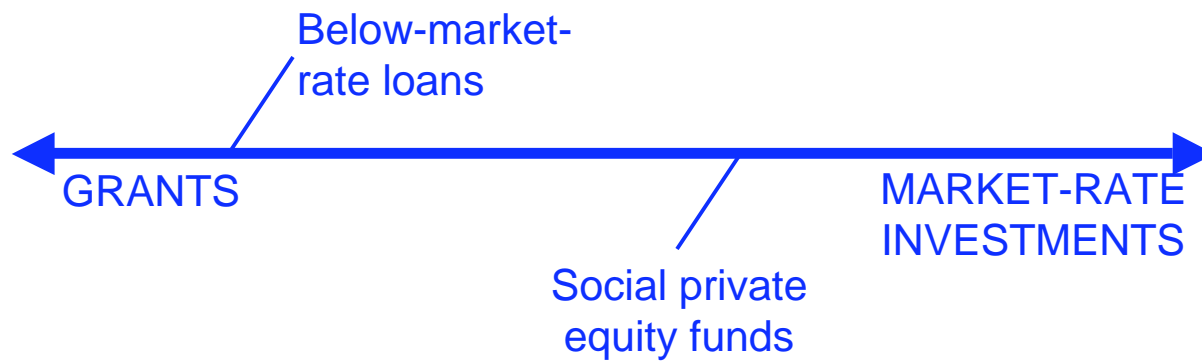 Below-market-
rate loans
GRANTS
MARKET-RATE
INVESTMENTS
Social private
equity funds